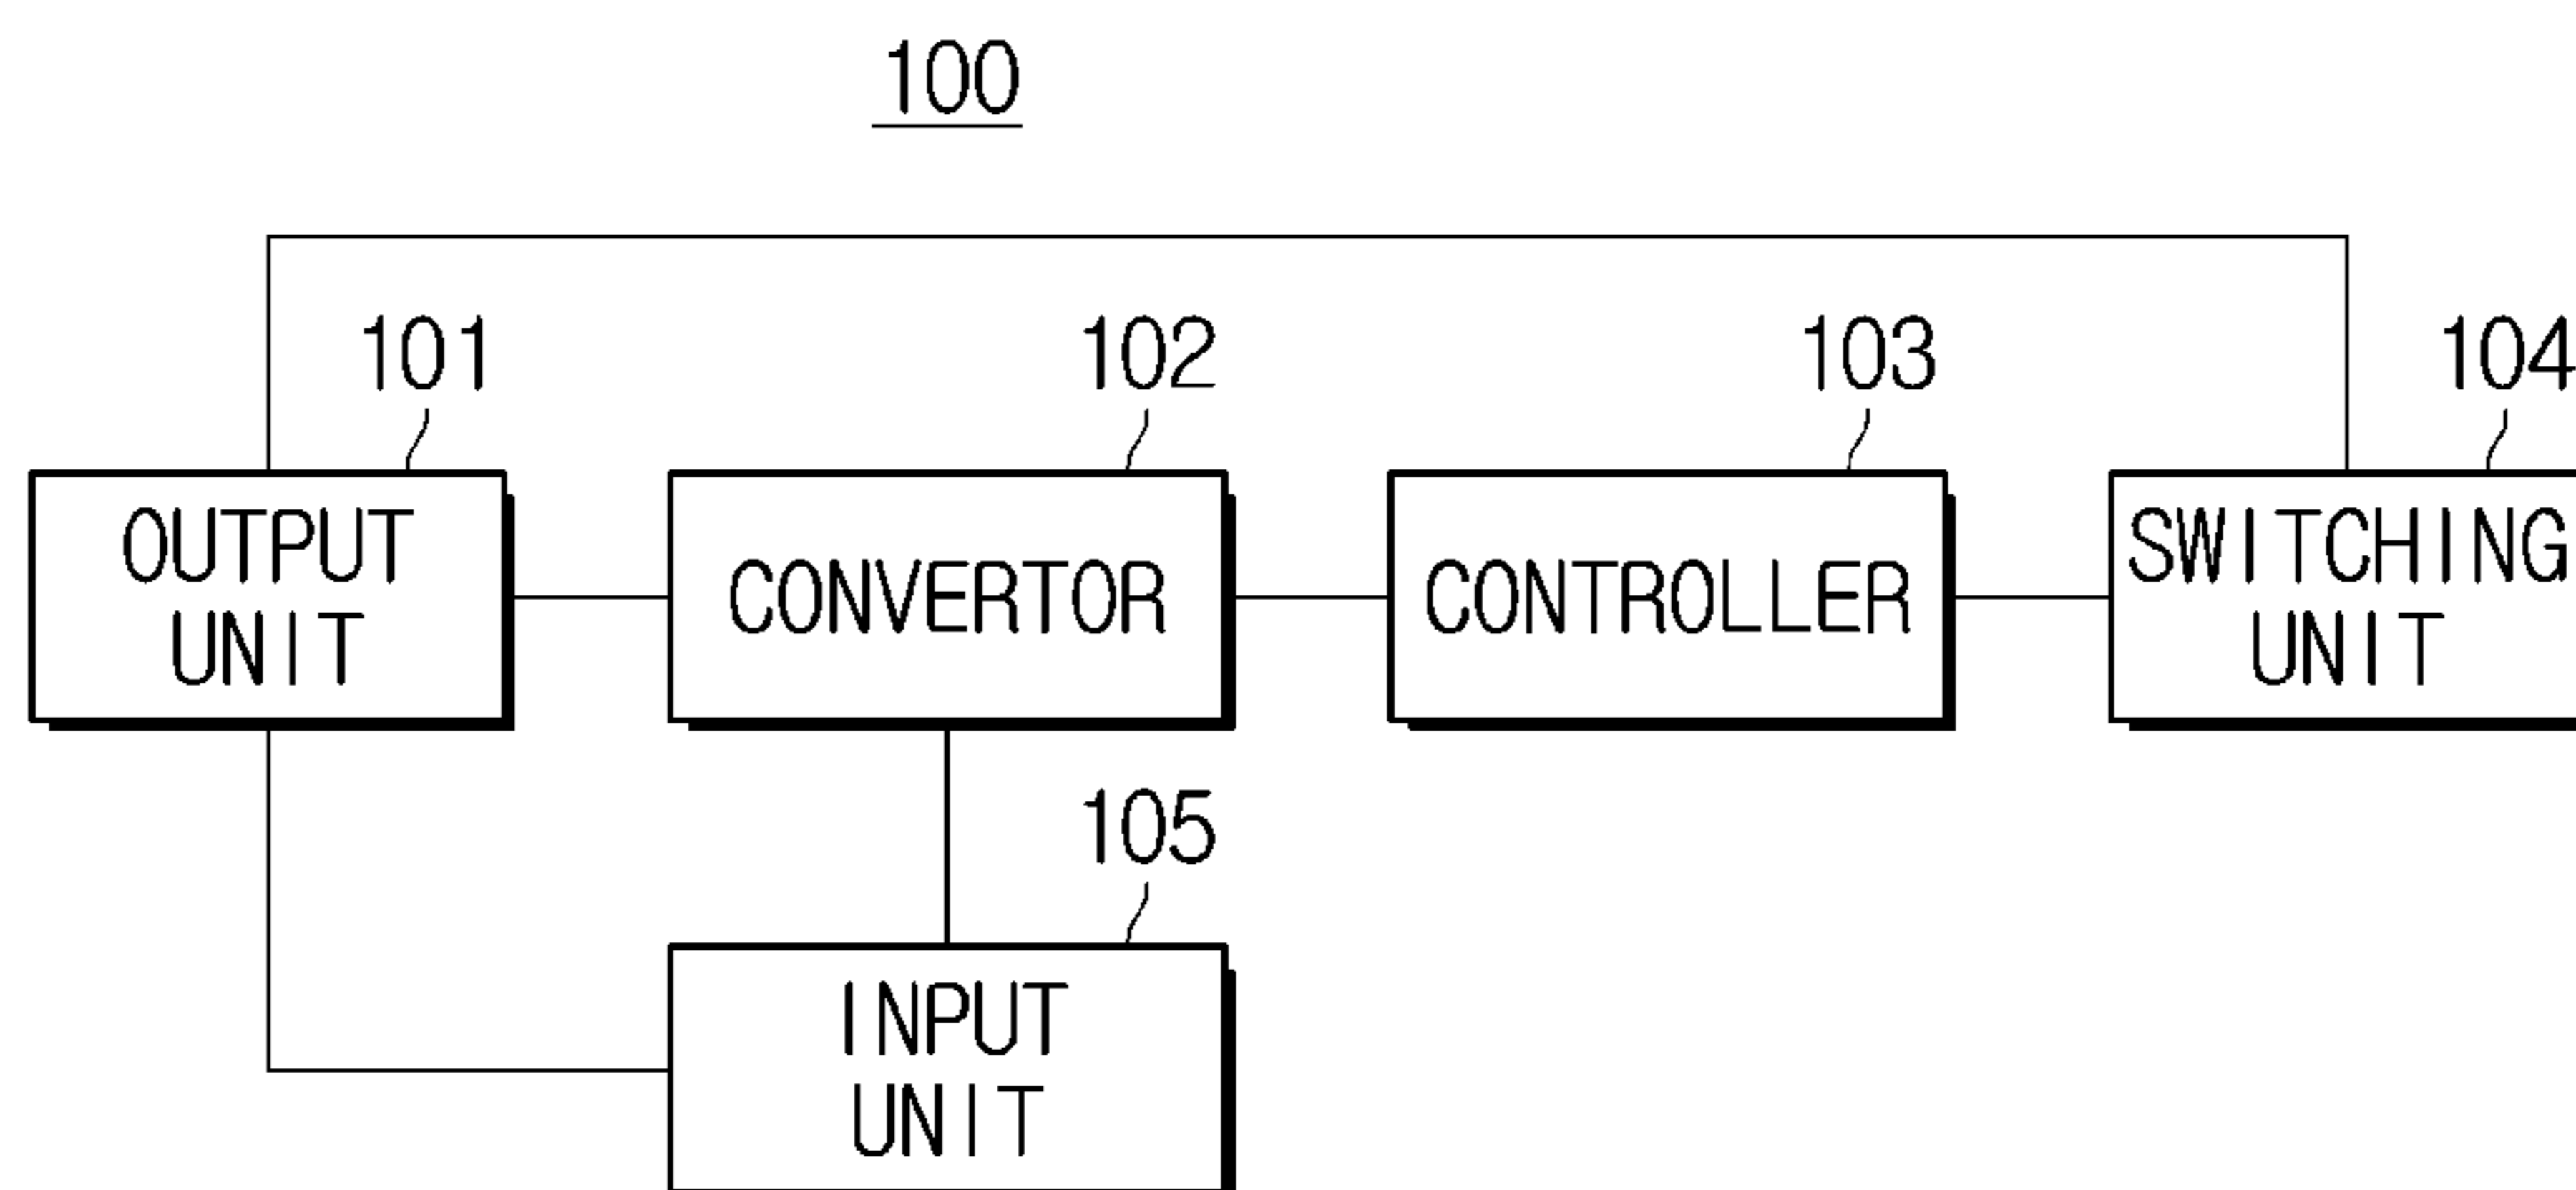 100
101
102
103
104
OUTPUT
UNIT
CONVERTOR
CONTROLLER
SWITCHING
UNIT
105
INPUT
UNIT